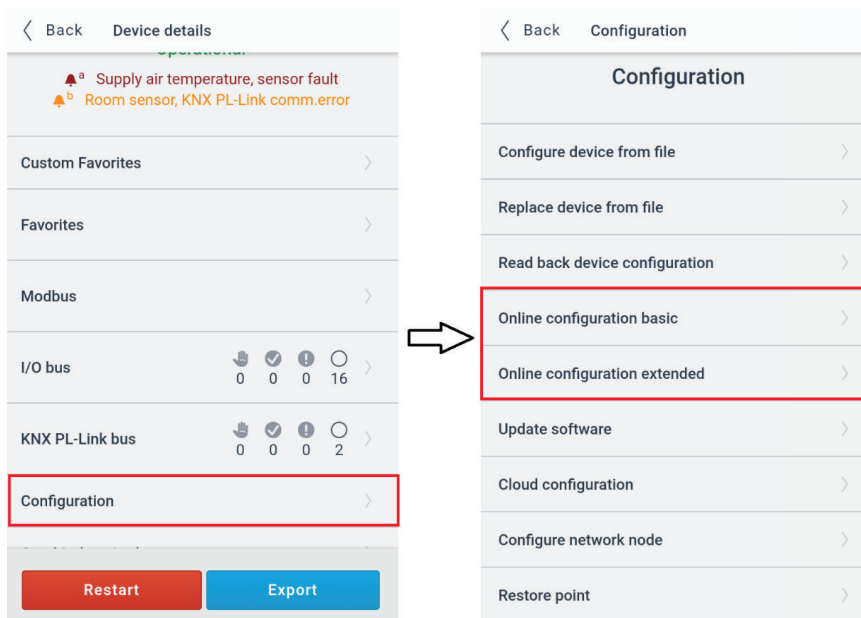 Back Device details
Operational
a Supply air temperature, sensor fault
b Room sensor, KNX PL-Link comm.error
Custom Favorites
Favorites
Modbus
I/O bus
0 0 0 16
KNX PL-Link bus
0 0 0 2
Configuration
Restart Export
Back Configuration
Configuration
Configure device from file
Replace device from file
Read back device configuration
Online configuration basic
Online configuration extended
Update software
Cloud configuration
Configure network node
Restore point